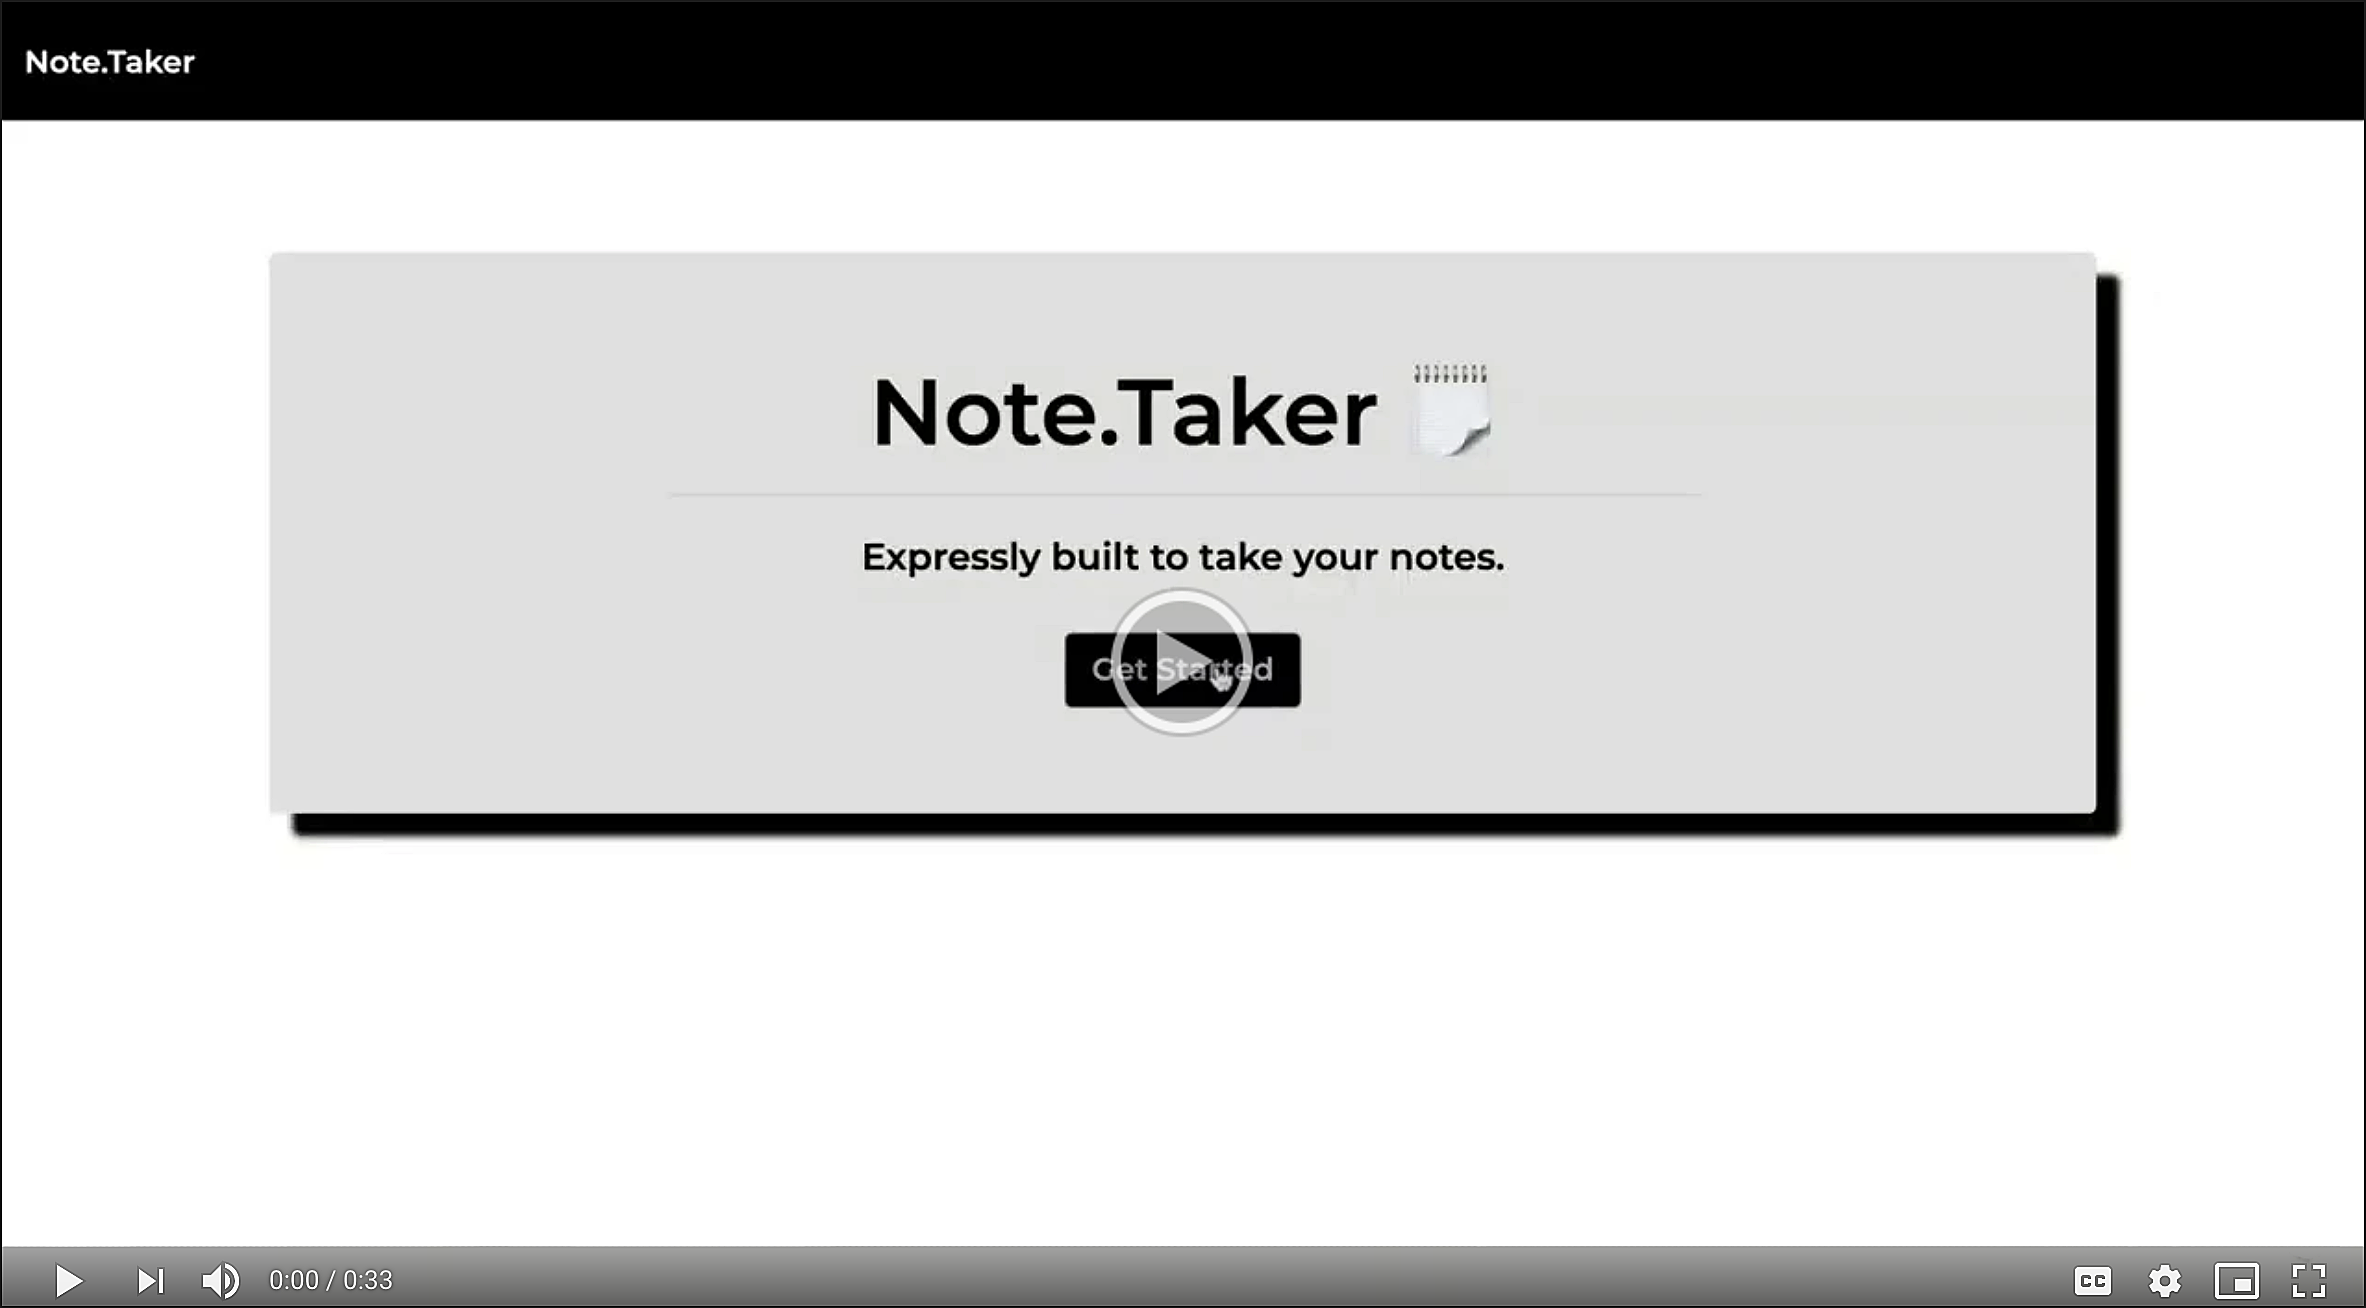 Note.Taker
Note.Taker
Expressly built to take your notes.
Get Started
0:00 / 0:33
CC